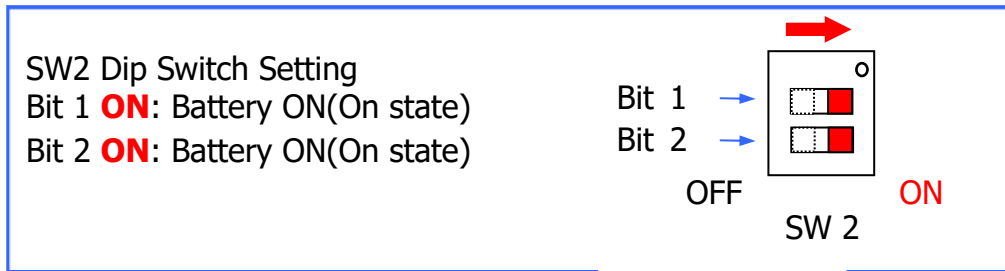 SW2 Dip Switch Setting
Bit 1 ON: Battery ON(On state)
Bit 2 ON: Battery ON(On state)
Bit 1
Bit 2
OFF
ON
SW 2